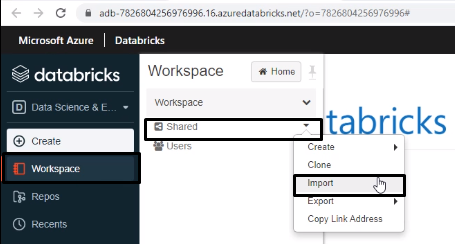 adb-7826804256976996.16.azuredatabricks.net/?o=7826804256976996#
Microsoft Azure Databricks
databricks
D Data Science & E...
Create
Workspace
Repos
Recents
Workspace Home
Workspace
Shared
Users
databricks
Create
Clone
Import
Export
Copy Link Address